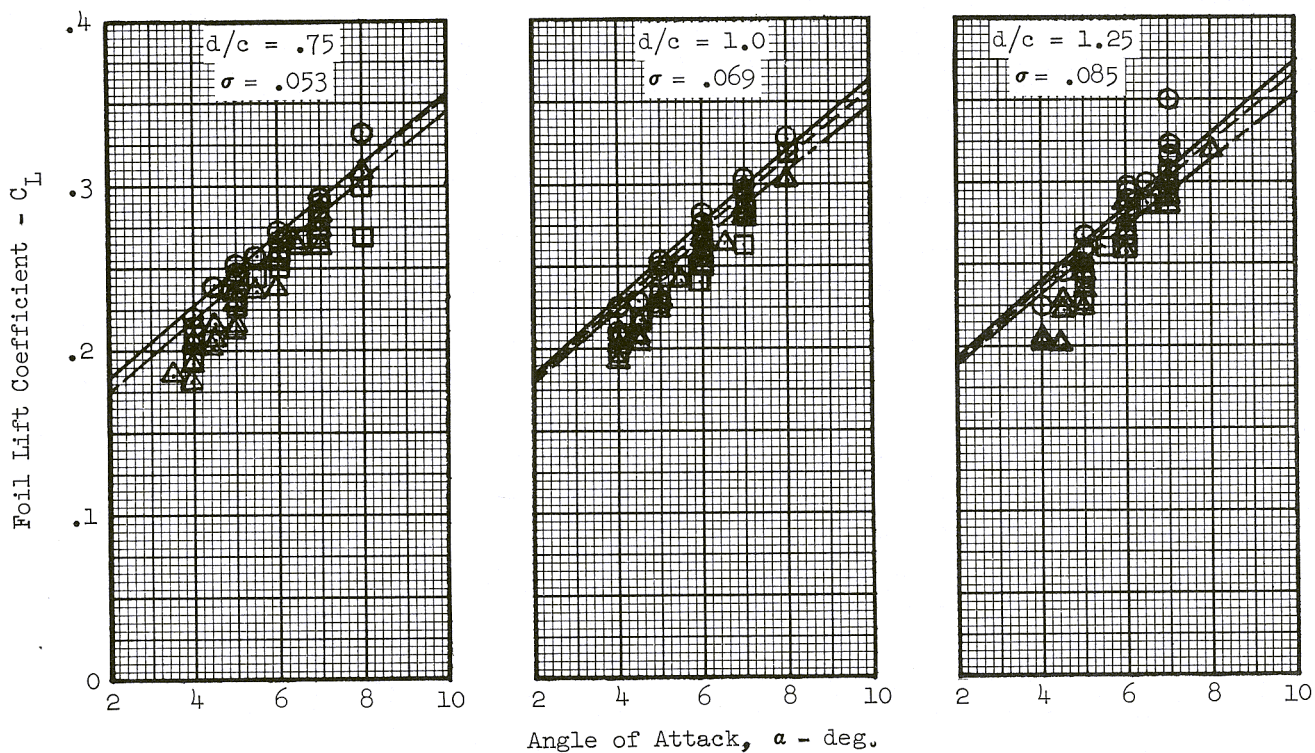 .4
.3
.2
.1
0
Foil Lift Coefficient - C_L
d/c = .75
σ = .053
2 4 6 8 10
d/c = 1.0
σ = .069
2 4 6 8 10
d/c = 1.25
σ = .085
2 4 6 8 10
Angle of Attack, α - deg.